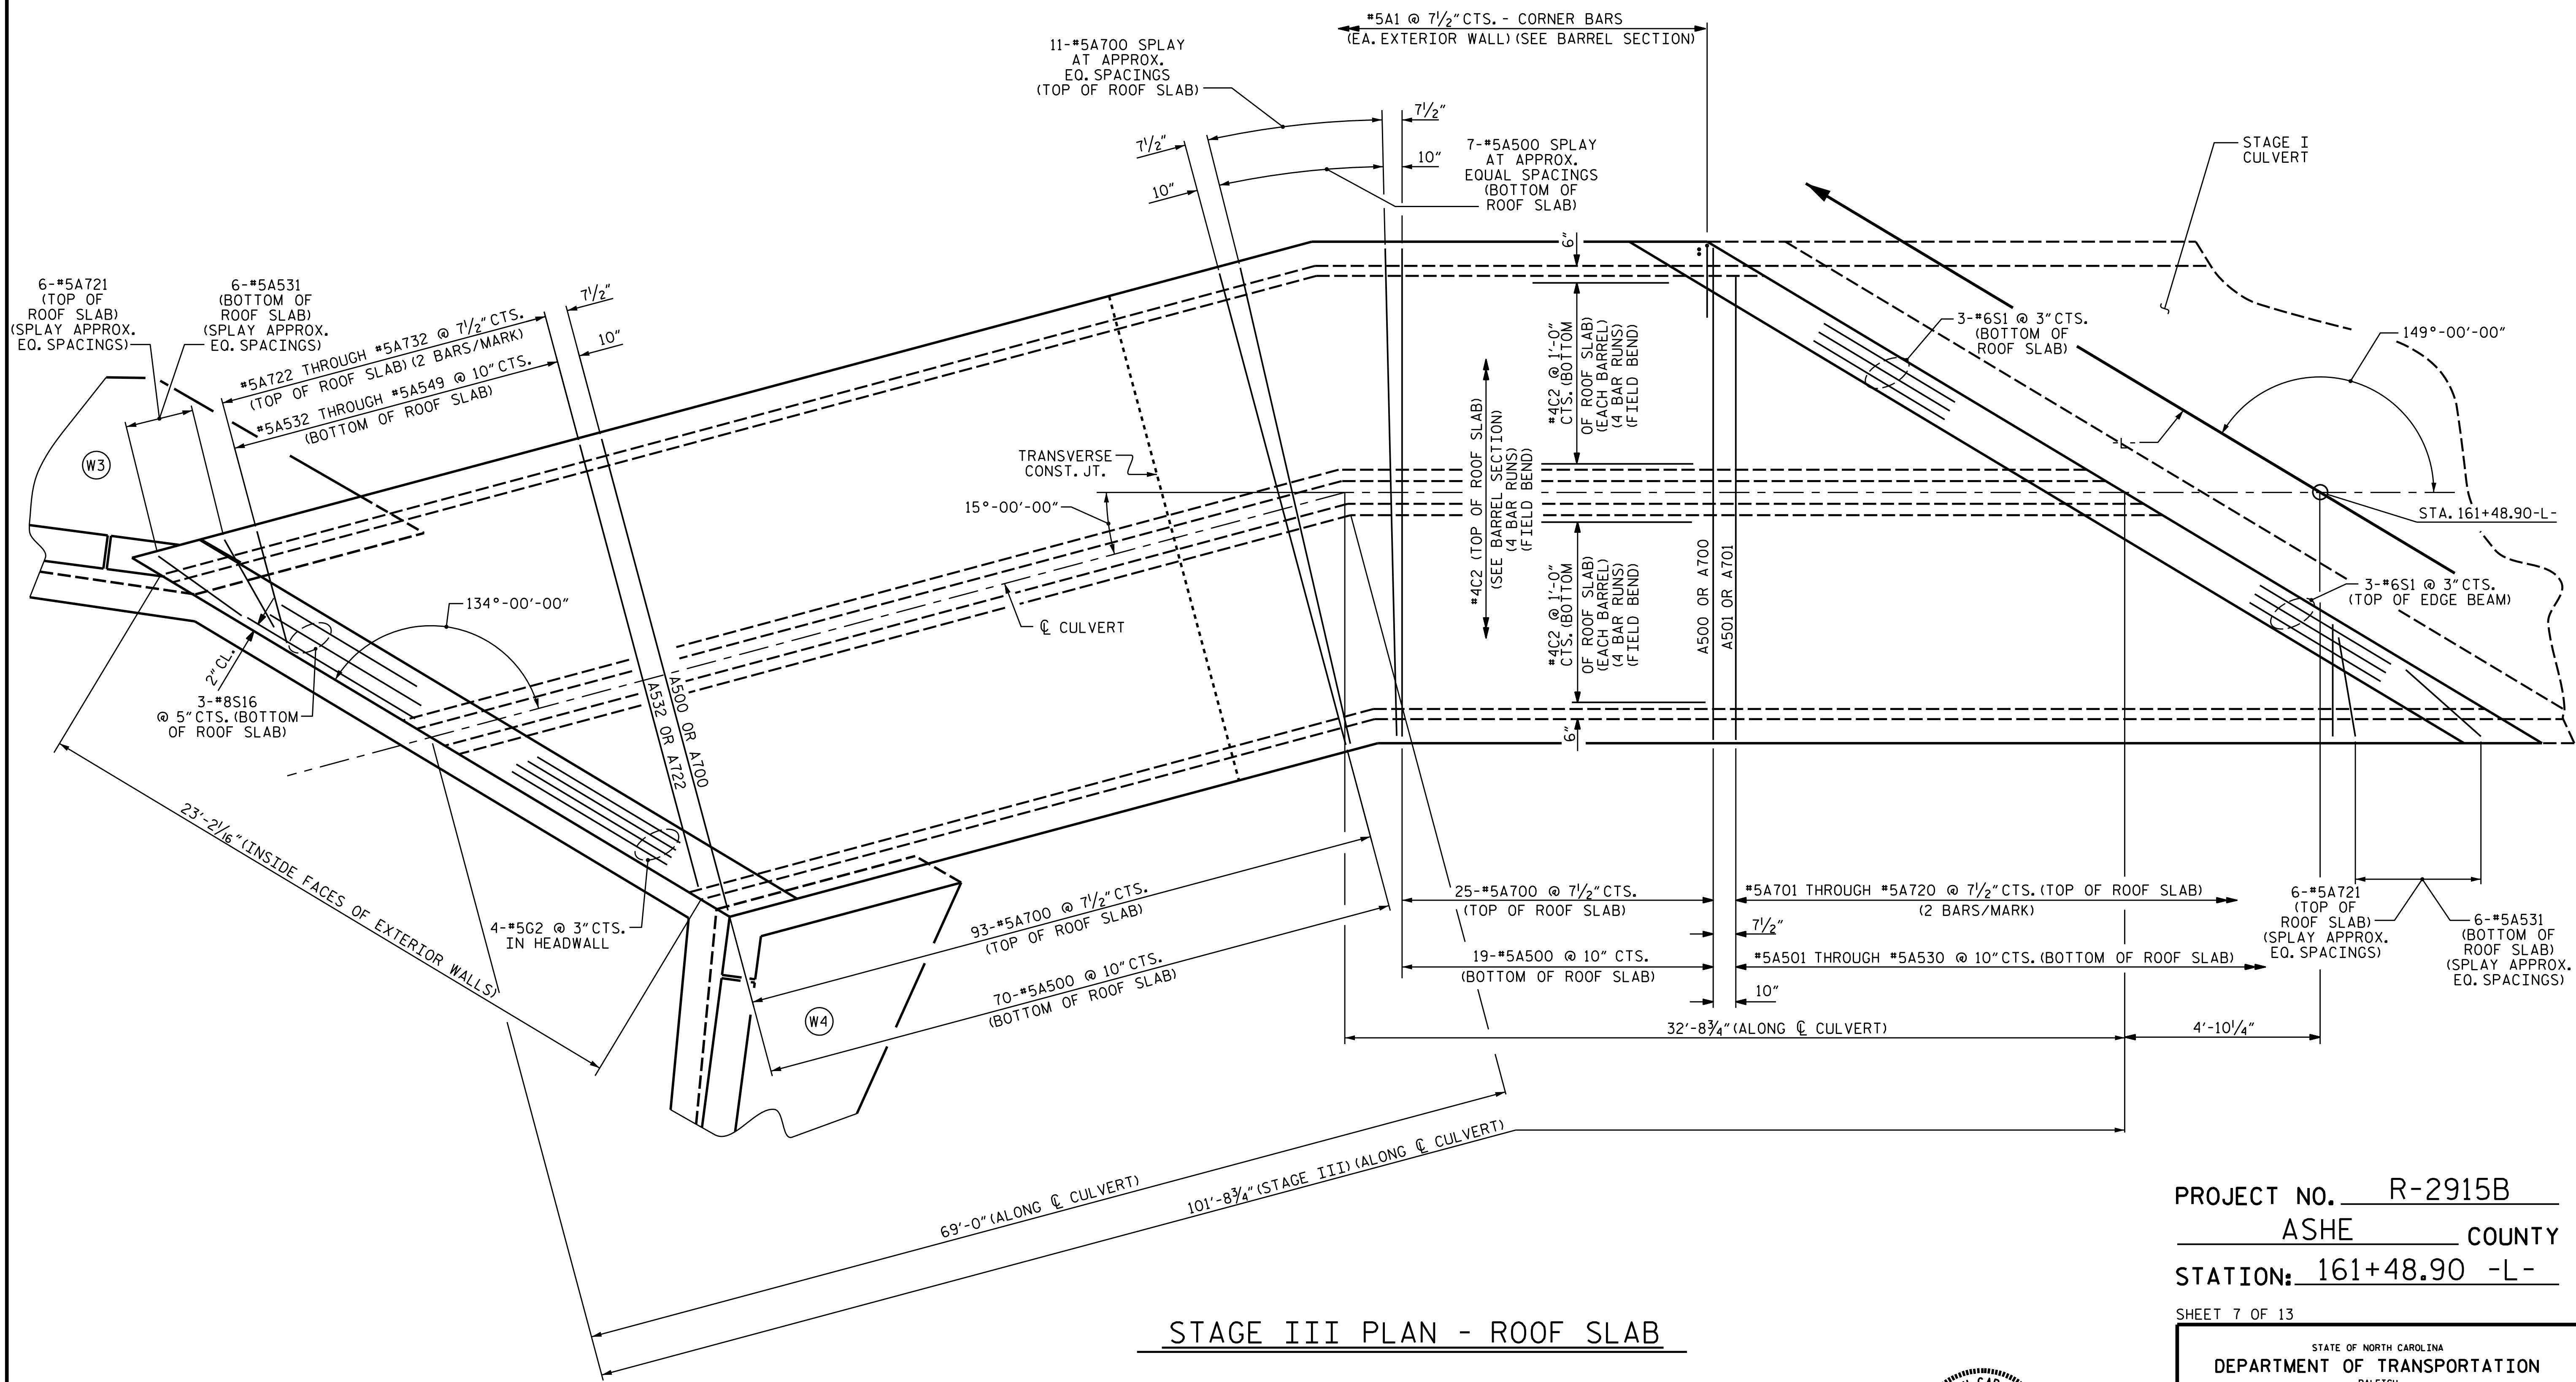 #5A1 @ 7½" CTS. - CORNER BARS
(EA. EXTERIOR WALL) (SEE BARREL SECTION)
11-#5A700 SPLAY
AT APPROX.
EQ. SPACINGS
(TOP OF ROOF SLAB)
7½"
7-#5A500 SPLAY
AT APPROX.
EQUAL SPACINGS
(BOTTOM OF
ROOF SLAB)
10"
7½"
10"
STAGE I
CULVERT
6-#5A721
(TOP OF
ROOF SLAB)
(SPLAY APPROX.
EQ. SPACINGS)
6-#5A531
(BOTTOM OF
ROOF SLAB)
(SPLAY APPROX.
EQ. SPACINGS)
#5A722 THROUGH #5A732 @ 7½" CTS.
(TOP OF ROOF SLAB) (2 BARS/MARK)
#5A532 THROUGH #5A549 @ 10" CTS.
(BOTTOM OF ROOF SLAB)
7½"
10"
6"
3-#6S1 @ 3" CTS.
(BOTTOM OF
ROOF SLAB)
149°-00'-00"
W3
TRANSVERSE
CONST. JT.
15°-00'-00"
#4C2 (TOP OF ROOF SLAB)
(SEE BARREL SECTION)
(4 BAR RUNS)
(FIELD BEND)
#4C2 @ 1'-0"
CTS. (BOTTOM
OF ROOF SLAB)
(EACH BARREL)
(4 BAR RUNS)
(FIELD BEND)
-L-
STA. 161+48.90 -L-
#4C2 @ 1'-0"
CTS. (BOTTOM
OF ROOF SLAB)
(EACH BARREL)
(4 BAR RUNS)
(FIELD BEND)
A500 OR A700
A501 OR A701
3-#6S1 @ 3" CTS.
(TOP OF EDGE BEAM)
134°-00'-00"
℄ CULVERT
2" CL.
3-#8S16
@ 5" CTS. (BOTTOM
OF ROOF SLAB)
A532 OR A722
A500 OR A700
6"
23'-2 1/16" (INSIDE FACES OF EXTERIOR WALLS)
4-#5G2 @ 3" CTS.
IN HEADWALL
93-#5A700 @ 7½" CTS.
(TOP OF ROOF SLAB)
70-#5A500 @ 10" CTS.
(BOTTOM OF ROOF SLAB)
W4
25-#5A700 @ 7½" CTS.
(TOP OF ROOF SLAB)
#5A701 THROUGH #5A720 @ 7½" CTS. (TOP OF ROOF SLAB)
(2 BARS/MARK)
7½"
19-#5A500 @ 10" CTS.
(BOTTOM OF ROOF SLAB)
#5A501 THROUGH #5A530 @ 10" CTS. (BOTTOM OF ROOF SLAB)
10"
6-#5A721
(TOP OF
ROOF SLAB)
(SPLAY APPROX.
EQ. SPACINGS)
6-#5A531
(BOTTOM OF
ROOF SLAB)
(SPLAY APPROX.
EQ. SPACINGS)
32'-8¾" (ALONG ℄ CULVERT)
4'-10¼"
69'-0" (ALONG ℄ CULVERT)
101'-8¾" (STAGE III) (ALONG ℄ CULVERT)
STAGE III PLAN - ROOF SLAB
PROJECT NO. R-2915B
ASHE COUNTY
STATION: 161+48.90 -L-
SHEET 7 OF 13
STATE OF NORTH CAROLINA
DEPARTMENT OF TRANSPORTATION